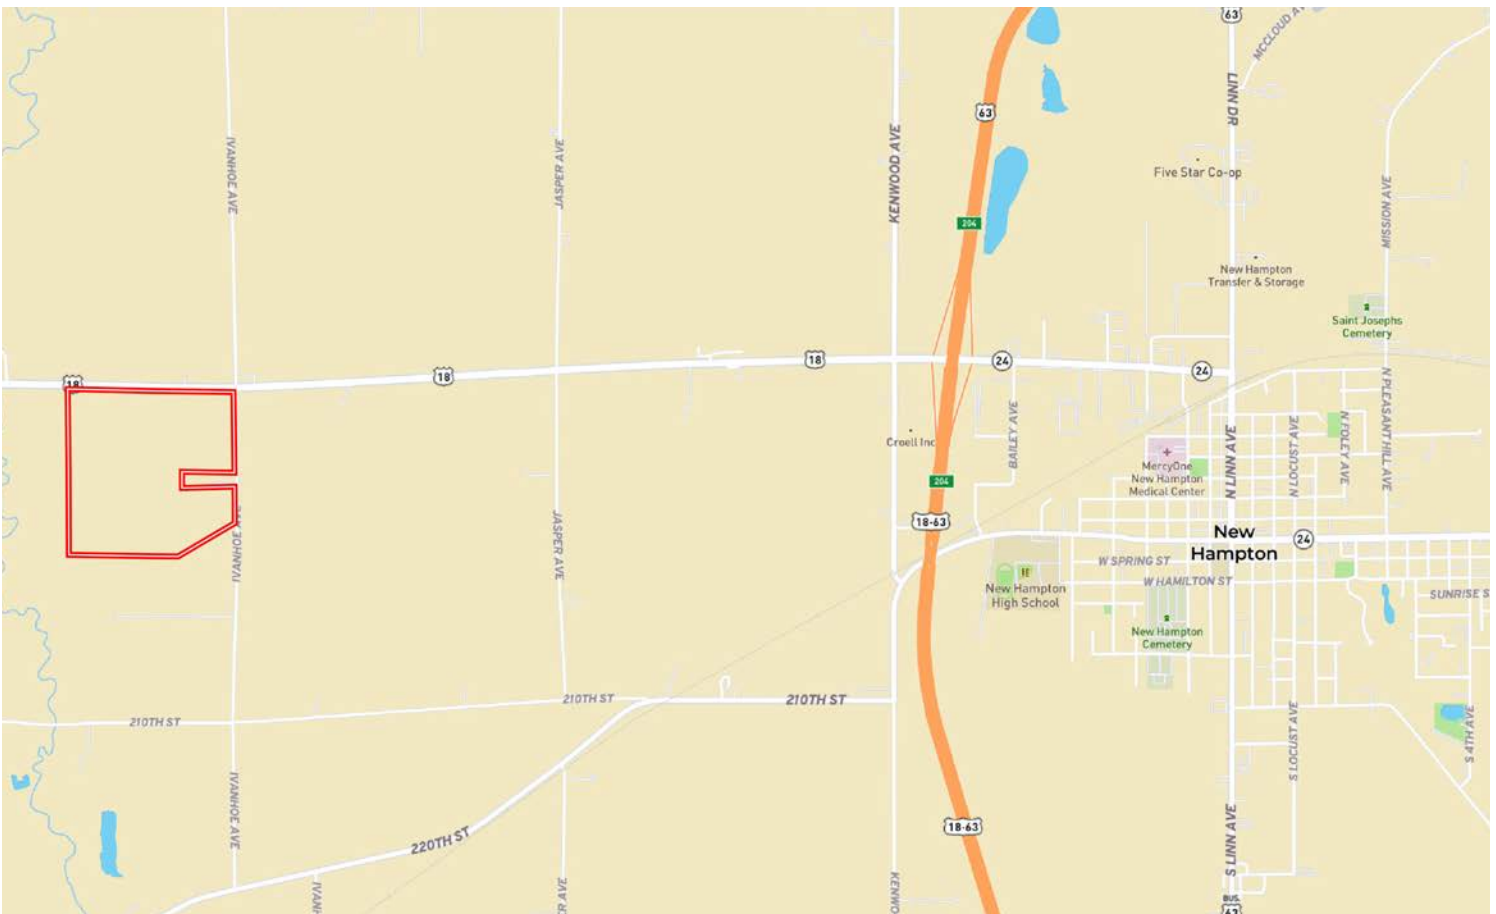 63
MCCLOUD AV
LINN DR
63
IVANHOE AVE
JASPER AVE
KENWOOD AVE
Five Star Co-op
MISSION AVE
204
New Hampton
Transfer & Storage
Saint Josephs
Cemetery
18
18
18
24
24
N PLEASANT HILL AVE
BAILEY AVE
N LINN AVE
N LOCUST AVE
N FOLEY AVE
Croell Inc
MercyOne
New Hampton
Medical Center
204
18-63
IVANHOE AVE
JASPER AVE
New
Hampton
24
W SPRING ST
W HAMILTON ST
New Hampton
High School
SUNRISE S
New Hampton
Cemetery
210TH ST
210TH ST
210TH ST
S LOCUST AVE
S 4TH AVE
IVANHOE AVE
220TH ST
18-63
S LINN AVE
IVANH
ER AVE
KENWO
BUS.
63